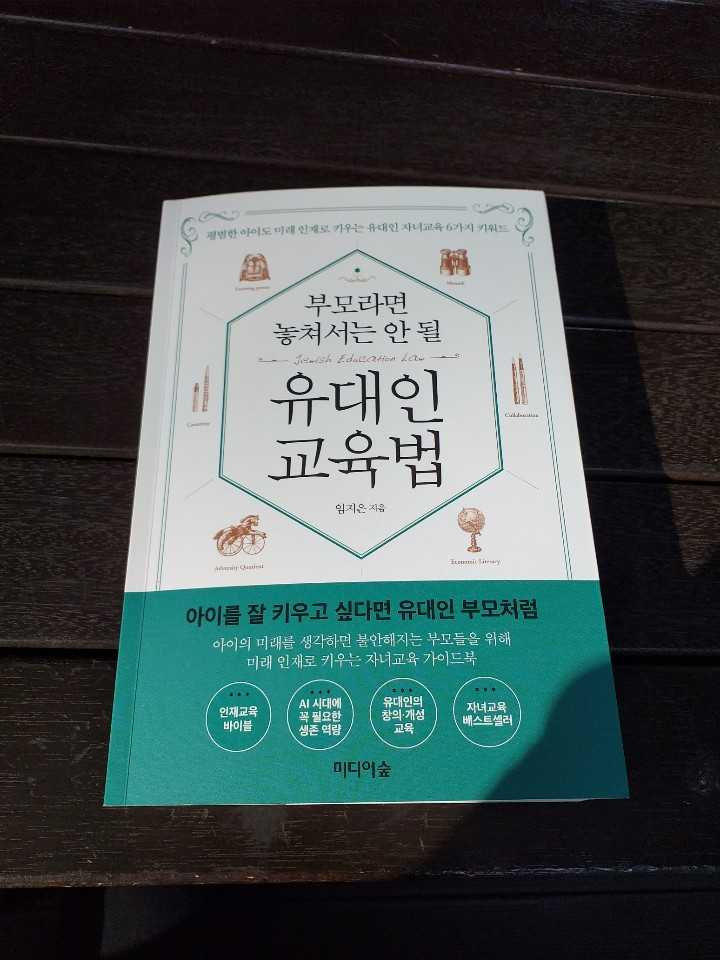 평범한 아이도 미래 인재로 키우는 유대인 자녀교육 6가지 키워드
Learning power
Mensch
부모라면
놓쳐서는 안 될
Jewish Education Law
유대인
교육법
Creativity
Collaboration
임지은 지음
Adversity Quotient
Economic Literacy
아이를 잘 키우고 싶다면 유대인 부모처럼
아이의 미래를 생각하면 불안해지는 부모들을 위해
미래 인재로 키우는 자녀교육 가이드북
인재교육
바이블
AI 시대에
꼭 필요한
생존 역량
유대인의
창의·개성
교육
자녀교육
베스트셀러
미디어숲